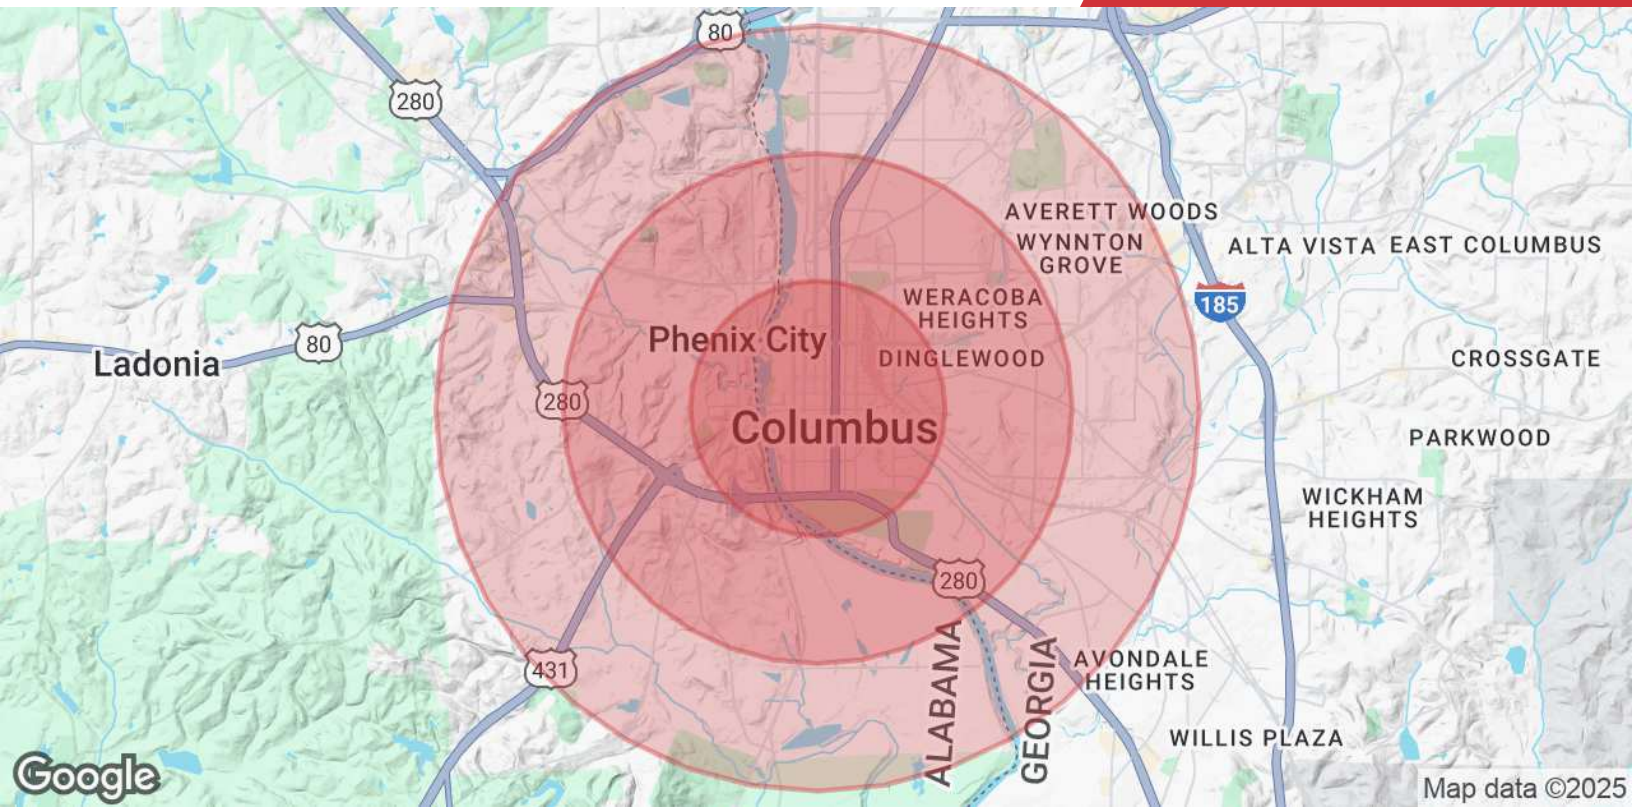 80
280
AVERETT WOODS
WYNNTON
GROVE
ALTA VISTA
EAST COLUMBUS
WERACOBA
HEIGHTS
185
Phenix City
80
Ladonia
DINGLEWOOD
CROSSGATE
280
Columbus
PARKWOOD
WICKHAM
HEIGHTS
280
ALABAMA
GEORGIA
431
AVONDALE
HEIGHTS
WILLIS PLAZA
Google
Map data ©2025